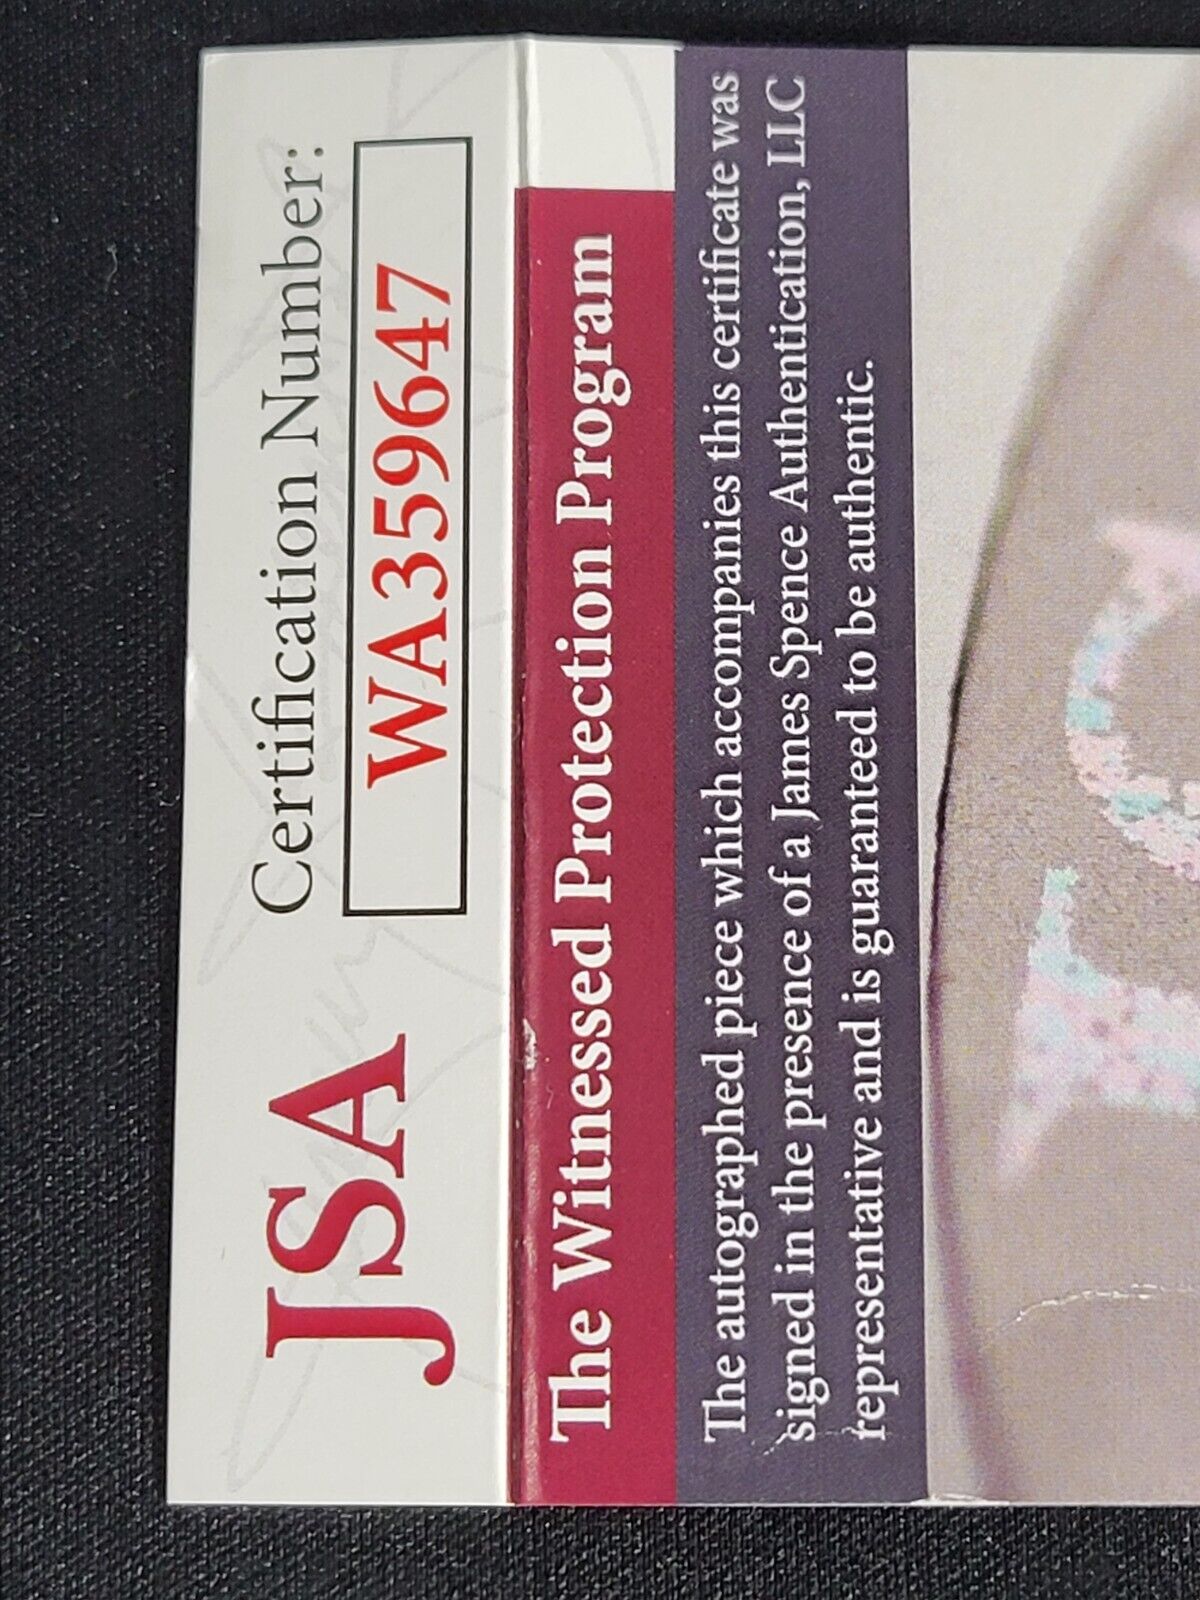 JSA
Certification Number:
WA359647
The Witnessed Protection Program
The autographed piece which accompanies this certificate was
signed in the presence of a James Spence Authentication, LLC
representative and is guaranteed to be authentic.